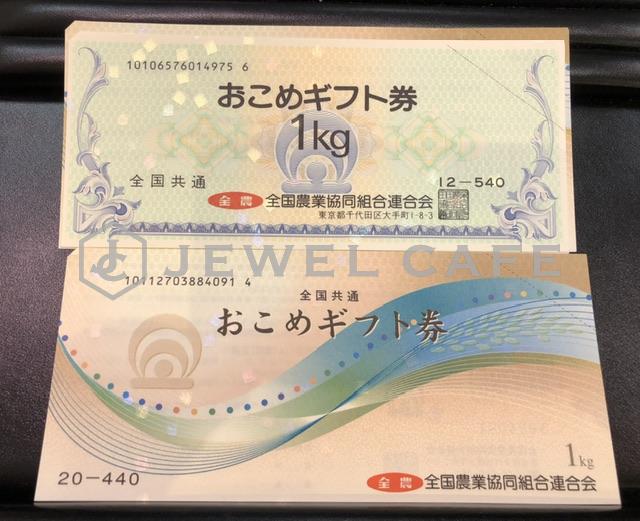 10106576014975 6
おこめギフト券
1kg
全国共通
12-540
全農 全国農業協同組合連合会
東京都千代田区大手町1-8-3
JC JEWEL CAFE
10112703884091 4
全国共通
おこめギフト券
1kg
20-440
全農 全国農業協同組合連合会